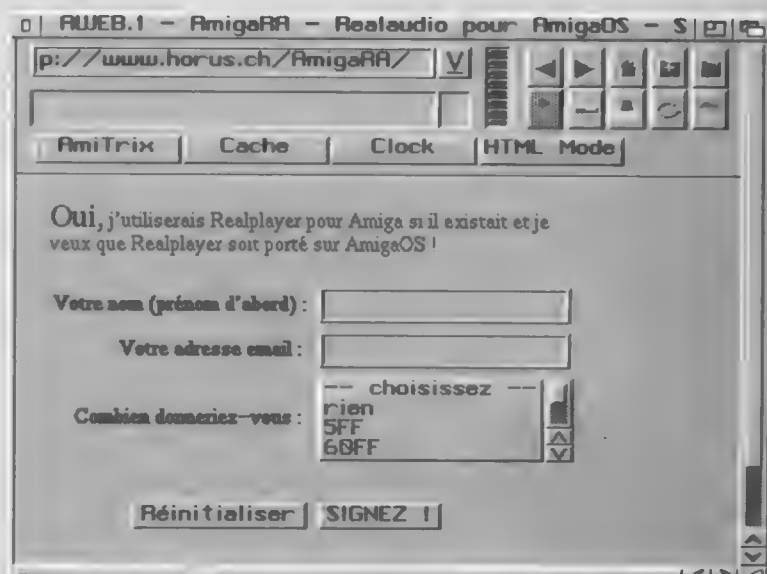 AWEB.1 - AmigaRA - Realaudio pour AmigaOS - S
p://www.horus.ch/AmigaRA/ V
AmiTrix Cache Clock HTML Mode
Oui, j'utiliserais Realplayer pour Amiga si il existait et je
veux que Realplayer soit porté sur AmigaOS !
Votre nom (prénom d'abord) :
Votre adresse email :
Combien donneriez-vous :
-- choisissez --
rien
5FF
60FF
Réinitialiser SIGNEZ !